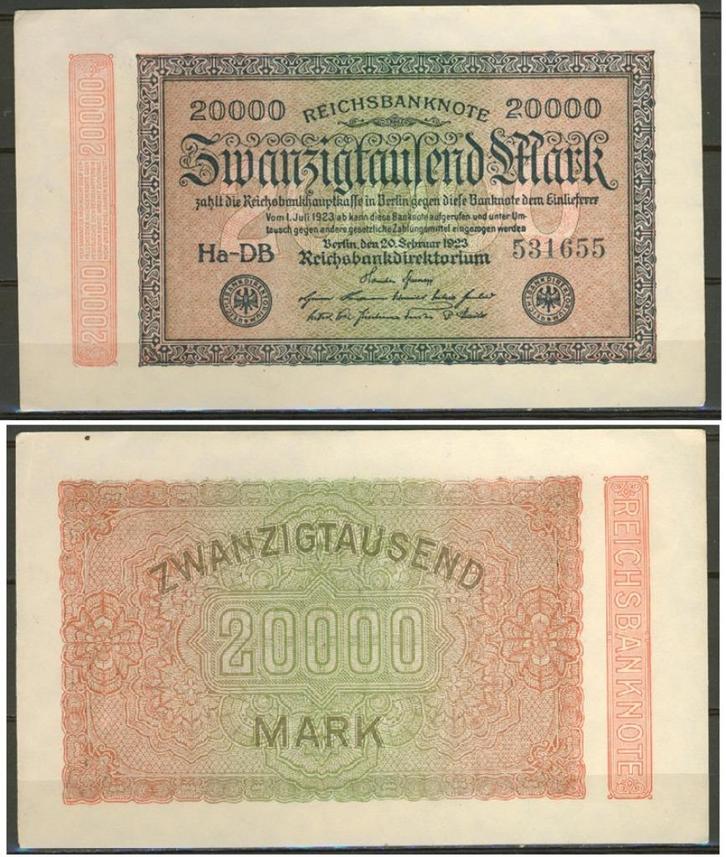 20000 REICHSBANKNOTE 20000
Zwanzigtausend Mark
zahlt die Reichsbankhauptkasse in Berlin gegen diese Banknote dem Einlieferer
Vom 1. Juli 1923 ab kann diese Banknote aufgerufen und unter Um-
tausch gegen andere gesetzliche Zahlungsmittel eingezogen werden
Berlin, den 20. Februar 1923
Ha-DB Reichsbankdirektorium 531655
20000
20000
20000
ZWANZIGTAUSEND
20000
MARK
REICHSBANKNOTE